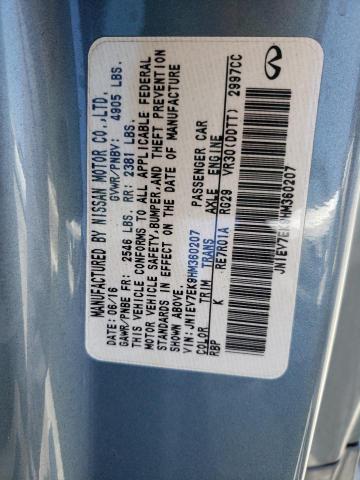 MANUFACTURED BY NISSAN MOTOR CO.,LTD.
DATE: 06/16 GVWR/PNBV: 4905 LBS.
GAWR/PNBE FR: 2546 LBS. RR: 2381 LBS.
THIS VEHICLE CONFORMS TO ALL APPLICABLE FEDERAL
MOTOR VEHICLE SAFETY,BUMPER,AND THEFT PREVENTION
STANDARDS IN EFFECT ON THE DATE OF MANUFACTURE
SHOWN ABOVE.
VIN: JN1EV7EK9HM360207 PASSENGER CAR
COLOR TRIM TRANS AXLE ENGINE
RBP K RE7R01A RG29 VR30(DDTT) 2997CC
JN1EV7EK9HM360207